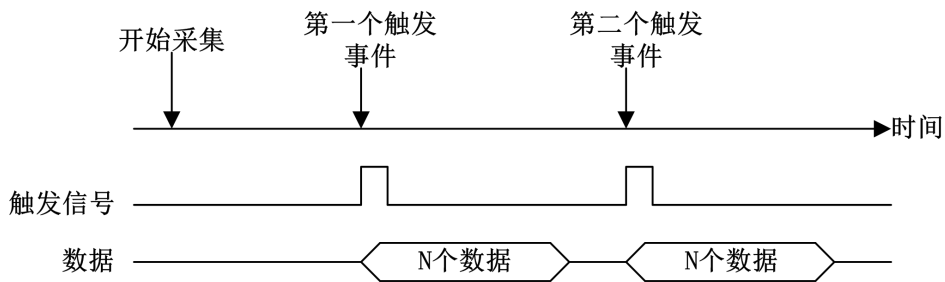 开始采集
第一个触发
事件
第二个触发
事件
时间
触发信号
数据
N个数据
N个数据